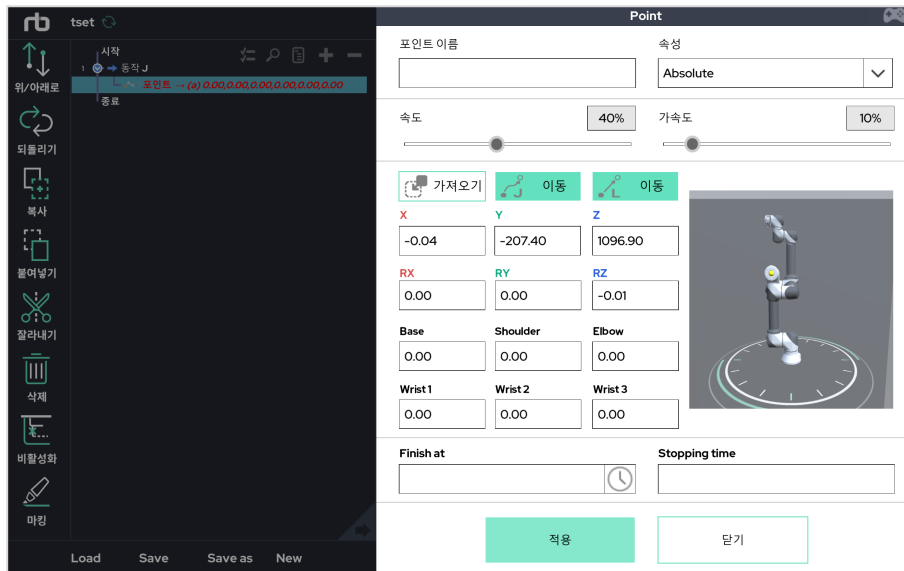 rb tset
Point
시작
1 동작 J
포인트 → (a) 0.00,0.00,0.00,0.00,0.00,0.00
종료
위/아래로
되돌리기
복사
붙여넣기
잘라내기
삭제
비활성화
마킹
Load Save Save as New
포인트 이름 속성
Absolute
속도 40% 가속도 10%
가져오기 J 이동 L 이동
X Y Z
-0.04 -207.40 1096.90
RX RY RZ
0.00 0.00 -0.01
Base Shoulder Elbow
0.00 0.00 0.00
Wrist 1 Wrist 2 Wrist 3
0.00 0.00 0.00
Finish at Stopping time
적용 닫기